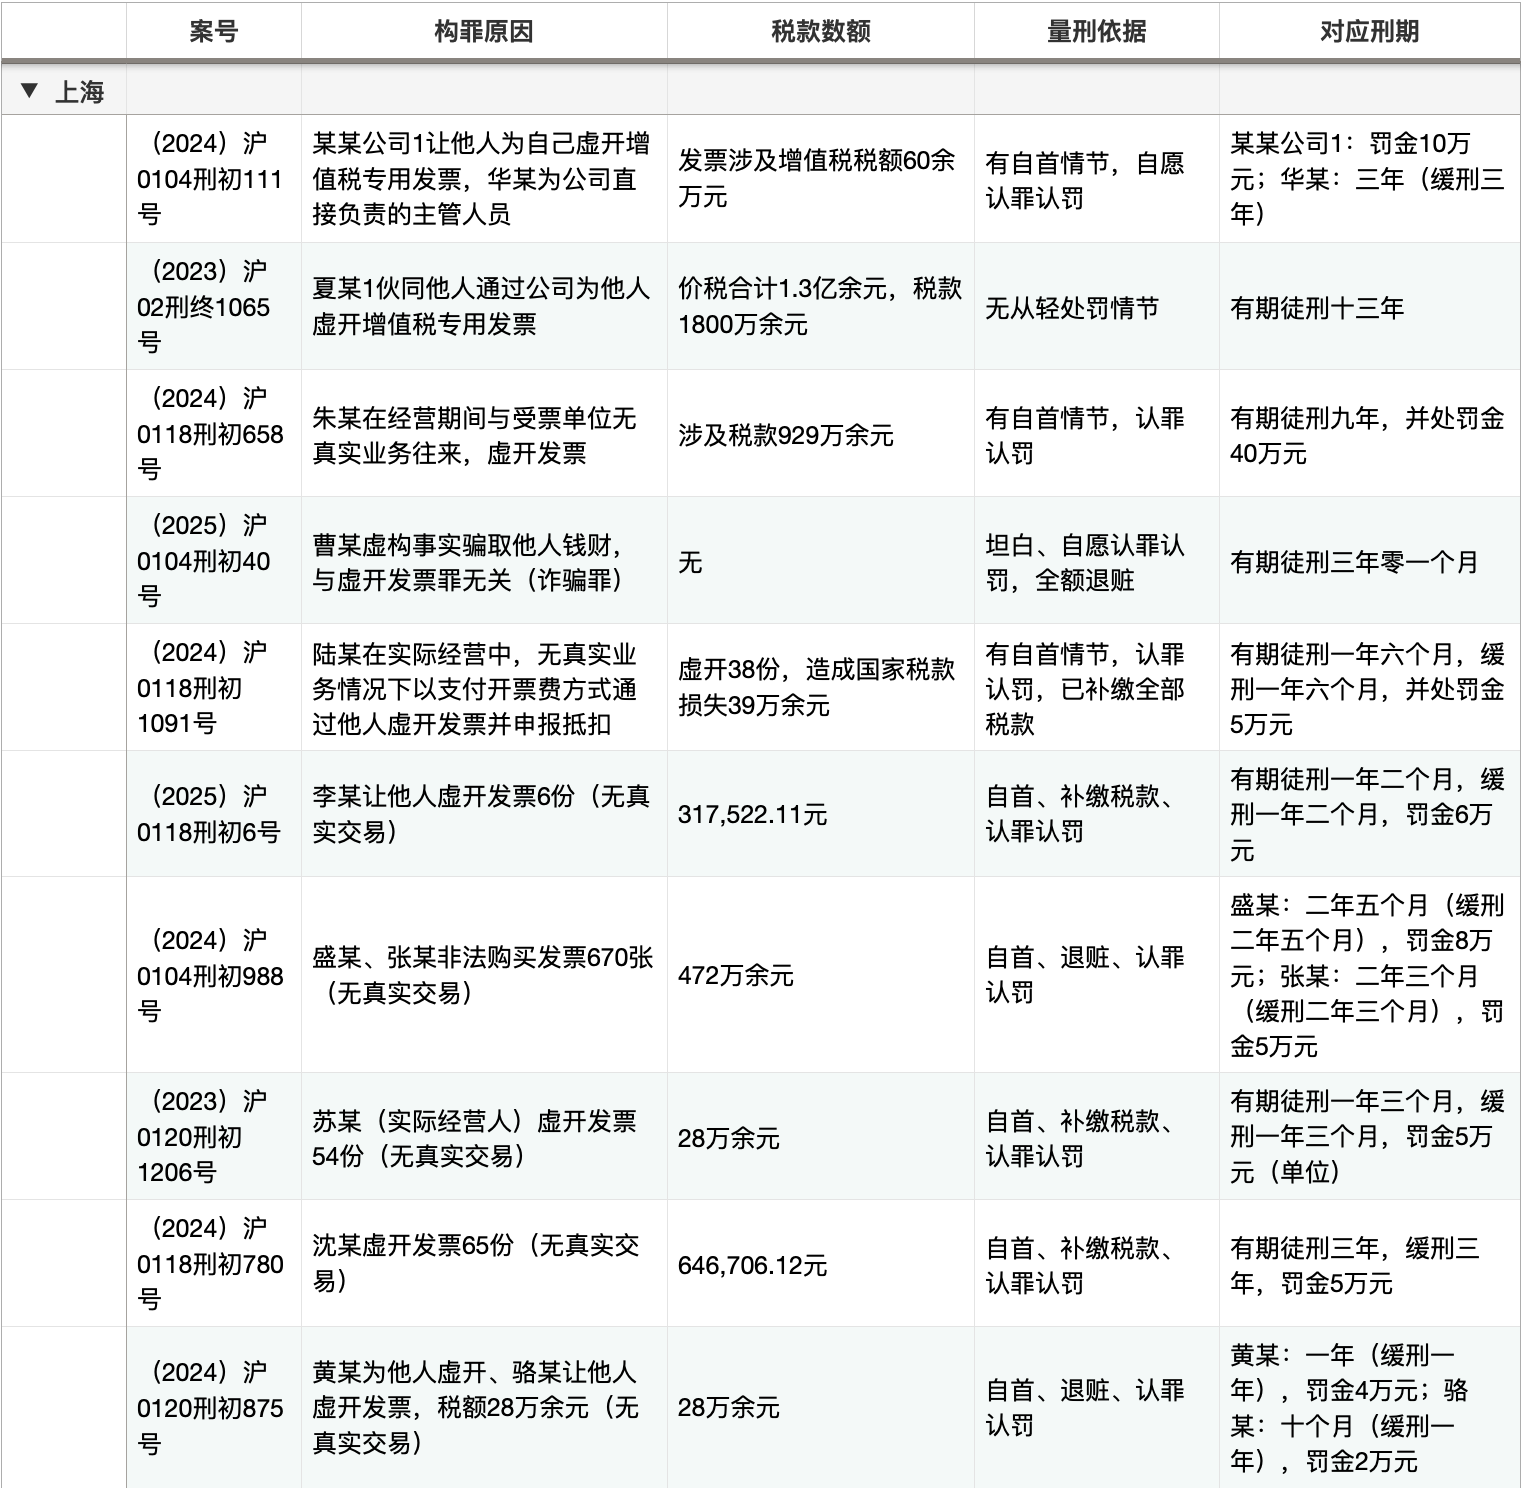 案号
构罪原因
税款数额
量刑依据
对应刑期
▼ 上海
（2024）沪
0104刑初111
号
某某公司1让他人为自己虚开增
值税专用发票，华某为公司直
接负责的主管人员
发票涉及增值税税额60余
万元
有自首情节，自愿
认罪认罚
某某公司1：罚金10万
元；华某：三年（缓刑三
年）
（2023）沪
02刑终1065
号
夏某1伙同他人通过公司为他人
虚开增值税专用发票
价税合计1.3亿余元，税款
1800万余元
无从轻处罚情节
有期徒刑十三年
（2024）沪
0118刑初658
号
朱某在经营期间与受票单位无
真实业务往来，虚开发票
涉及税款929万余元
有自首情节，认罪
认罚
有期徒刑九年，并处罚金
40万元
（2025）沪
0104刑初40
号
曹某虚构事实骗取他人钱财，
与虚开发票罪无关（诈骗罪）
无
坦白、自愿认罪认
罚，全额退赃
有期徒刑三年零一个月
（2024）沪
0118刑初
1091号
陆某在实际经营中，无真实业
务情况下以支付开票费方式通
过他人虚开发票并申报抵扣
虚开38份，造成国家税款
损失39万余元
有自首情节，认罪
认罚，已补缴全部
税款
有期徒刑一年六个月，缓
刑一年六个月，并处罚金
5万元
（2025）沪
0118刑初6号
李某让他人虚开发票6份（无真
实交易）
317,522.11元
自首、补缴税款、
认罪认罚
有期徒刑一年二个月，缓
刑一年二个月，罚金6万
元
（2024）沪
0104刑初988
号
盛某、张某非法购买发票670张
（无真实交易）
472万余元
自首、退赃、认罪
认罚
盛某：二年五个月（缓刑
二年五个月），罚金8万
元；张某：二年三个月
（缓刑二年三个月），罚
金5万元
（2023）沪
0120刑初
1206号
苏某（实际经营人）虚开发票
54份（无真实交易）
28万余元
自首、补缴税款、
认罪认罚
有期徒刑一年三个月，缓
刑一年三个月，罚金5万
元（单位）
（2024）沪
0118刑初780
号
沈某虚开发票65份（无真实交
易）
646,706.12元
自首、补缴税款、
认罪认罚
有期徒刑三年，缓刑三
年，罚金5万元
（2024）沪
0120刑初875
号
黄某为他人虚开、骆某让他人
虚开发票，税额28万余元（无
真实交易）
28万余元
自首、退赃、认罪
认罚
黄某：一年（缓刑一
年），罚金4万元；骆
某：十个月（缓刑一
年），罚金2万元